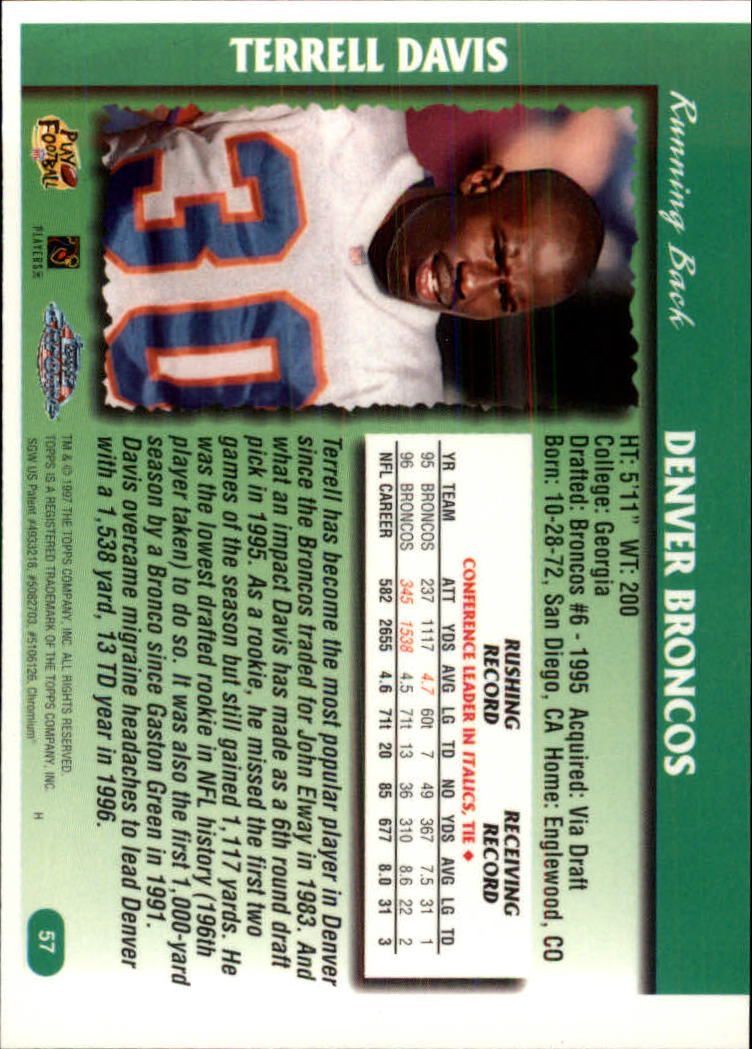 Running Back
DENVER BRONCOS
TERRELL DAVIS
30
HT: 5'11" WT: 200
College: Georgia
Drafted: Broncos #6 - 1995 Acquired: Via Draft
Born: 10-28-72, San Diego, CA Home: Englewood, CO
RUSHING RECORD RECEIVING RECORD
CONFERENCE LEADER IN ITALICS, TIE ♦
YR TEAM ATT YDS AVG LG TD NO YDS AVG LG TD
95 BRONCOS 237 1117 4.7 60t 7 49 367 7.5 31 1
96 BRONCOS 345 1538 4.5 71t 13 36 310 8.6 22 2
NFL CAREER 582 2655 4.6 71t 20 85 677 8.0 31 3
Terrell has become the most popular player in Denver
since the Broncos traded for John Elway in 1983. And
what an impact Davis has made as a 6th round draft
pick in 1995. As a rookie, he missed the first two
games of the season but still gained 1,117 yards. He
was the lowest drafted rookie in NFL history (196th
player taken) to do so. It was also the first 1,000-yard
season by a Bronco since Gaston Green in 1991.
Davis overcame migraine headaches to lead Denver
with a 1,538 yard, 13 TD year in 1996.
PLAY FOOTBALL
PLAYERS
TM & © 1997 THE TOPPS COMPANY, INC. ALL RIGHTS RESERVED.
TOPPS IS A REGISTERED TRADEMARK OF THE TOPPS COMPANY, INC.
SGW US Patent #4933218, #5082703, #5106126, Chromium
H
57